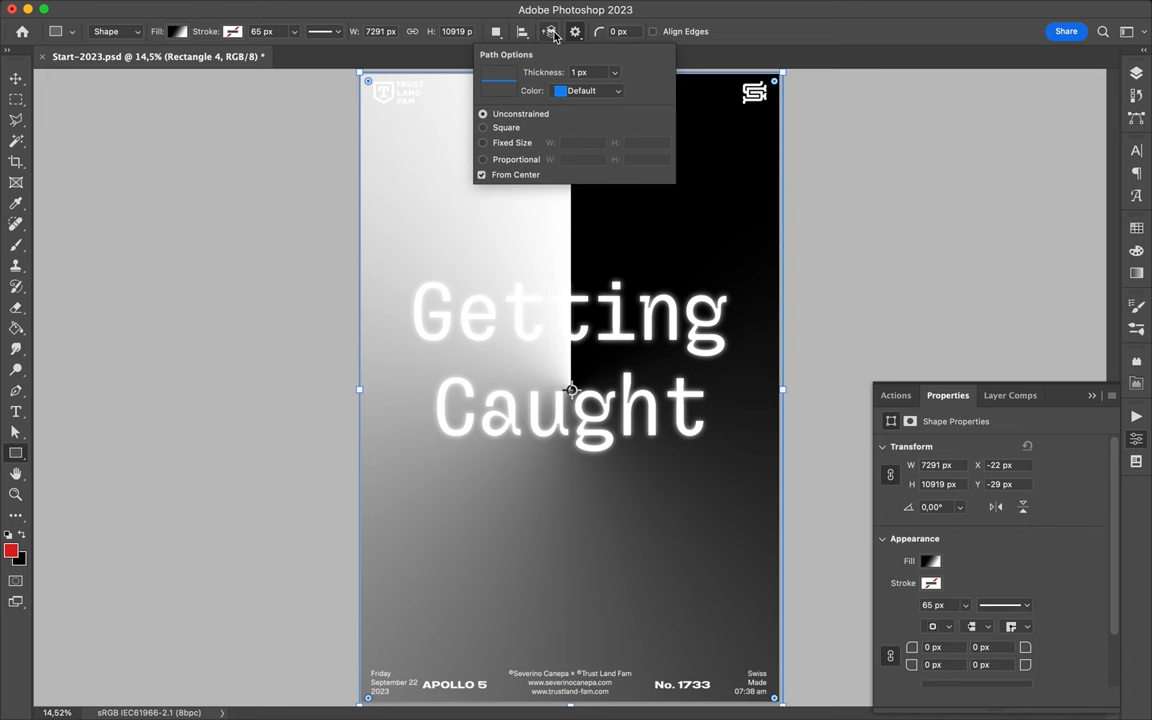 Adobe Photoshop 2023
Shape
Fill:
Stroke:
65 px
W: 7291 px
H: 10919 p
0 px
Align Edges
Share
Start-2023.psd @ 14,5% (Rectangle 4, RGB/8) *
Path Options
Thickness: 1 px
Color: Default
Unconstrained
Square
Fixed Size W: H:
Proportional W: H:
From Center
TRUST
LAND
FAM
Getting
Caught
Friday
September 22
2023
APOLLO 5
©Severino Canepa × ©Trust Land Fam
www.severinocanepa.com
www.trustland-fam.com
No. 1733
Swiss
Made
07:38 am
Actions
Properties
Layer Comps
Shape Properties
Transform
W 7291 px X -22 px
H 10919 px Y -29 px
0,00°
Appearance
Fill
Stroke
65 px
0 px 0 px
0 px 0 px
14,52%
sRGB IEC61966-2.1 (8bpc)